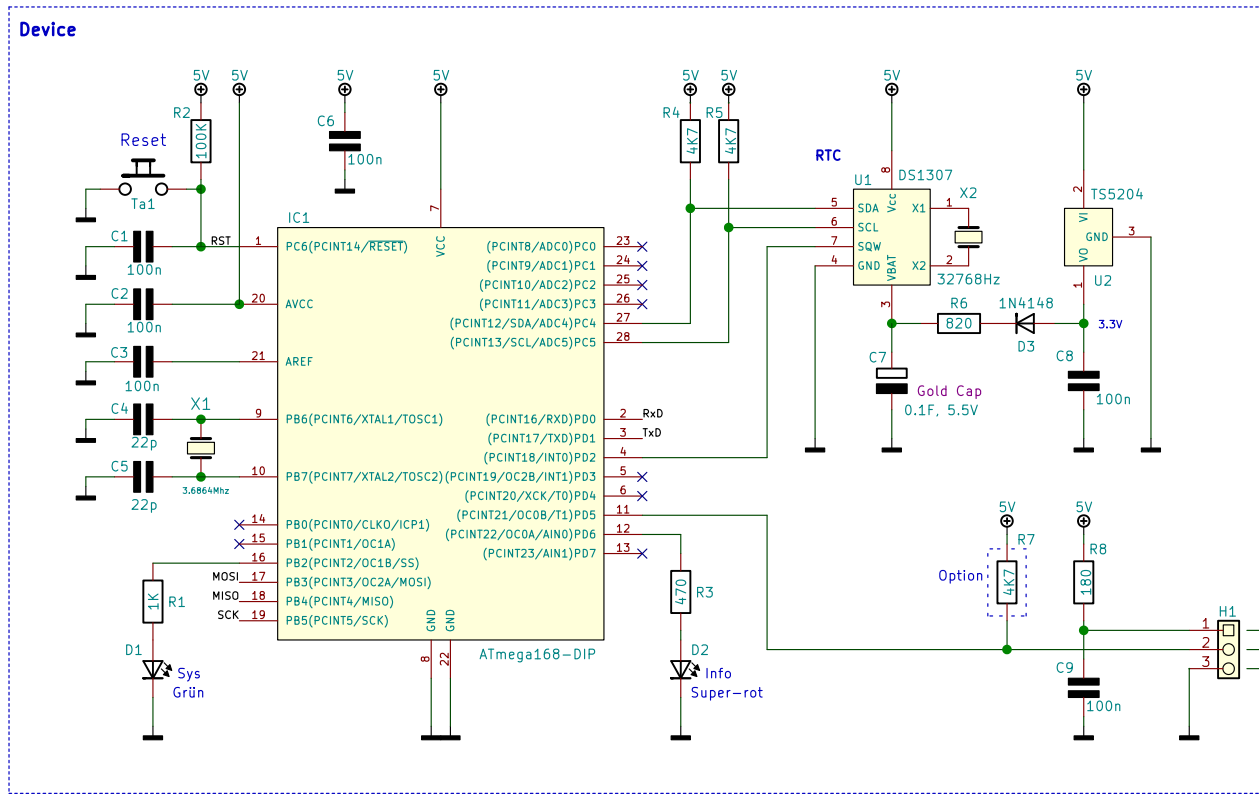 Device
5V
5V
5V
5V
5V
5V
5V
5V
R2
100K
C6
100n
R4
4K7
R5
4K7
Reset
Ta1
RTC
U1
DS1307
8
Vcc
5
SDA
6
SCL
7
SQW
4
GND
VBAT
3
X1
1
X2
2
X2
32768Hz
TS5204
2
VI
GND
3
VO
1
U2
3.3V
R6
820
1N4148
D3
C7
Gold Cap
0.1F, 5.5V
C8
100n
IC1
7
VCC
C1
100n
RST
1
PC6(PCINT14/RESET)
C2
100n
20
AVCC
C3
100n
21
AREF
C4
22p
X1
9
PB6(PCINT6/XTAL1/TOSC1)
C5
22p
3.6864Mhz
10
PB7(PCINT7/XTAL2/TOSC2)
14
PB0(PCINT0/CLKO/ICP1)
15
PB1(PCINT1/OC1A)
16
PB2(PCINT2/OC1B/SS)
MOSI
17
PB3(PCINT3/OC2A/MOSI)
MISO
18
PB4(PCINT4/MISO)
SCK
19
PB5(PCINT5/SCK)
(PCINT8/ADC0)PC0
23
(PCINT9/ADC1)PC1
24
(PCINT10/ADC2)PC2
25
(PCINT11/ADC3)PC3
26
(PCINT12/SDA/ADC4)PC4
27
(PCINT13/SCL/ADC5)PC5
28
(PCINT16/RXD)PD0
2
RxD
(PCINT17/TXD)PD1
3
TxD
(PCINT18/INT0)PD2
4
(PCINT19/OC2B/INT1)PD3
5
(PCINT20/XCK/T0)PD4
6
(PCINT21/OC0B/T1)PD5
11
(PCINT22/OC0A/AIN0)PD6
12
(PCINT23/AIN1)PD7
13
GND
8
GND
22
ATmega168-DIP
1K
R1
D1
Sys
Grün
470
R3
D2
Info
Super-rot
5V
5V
R7
Option
4K7
R8
180
C9
100n
H1
1
2
3